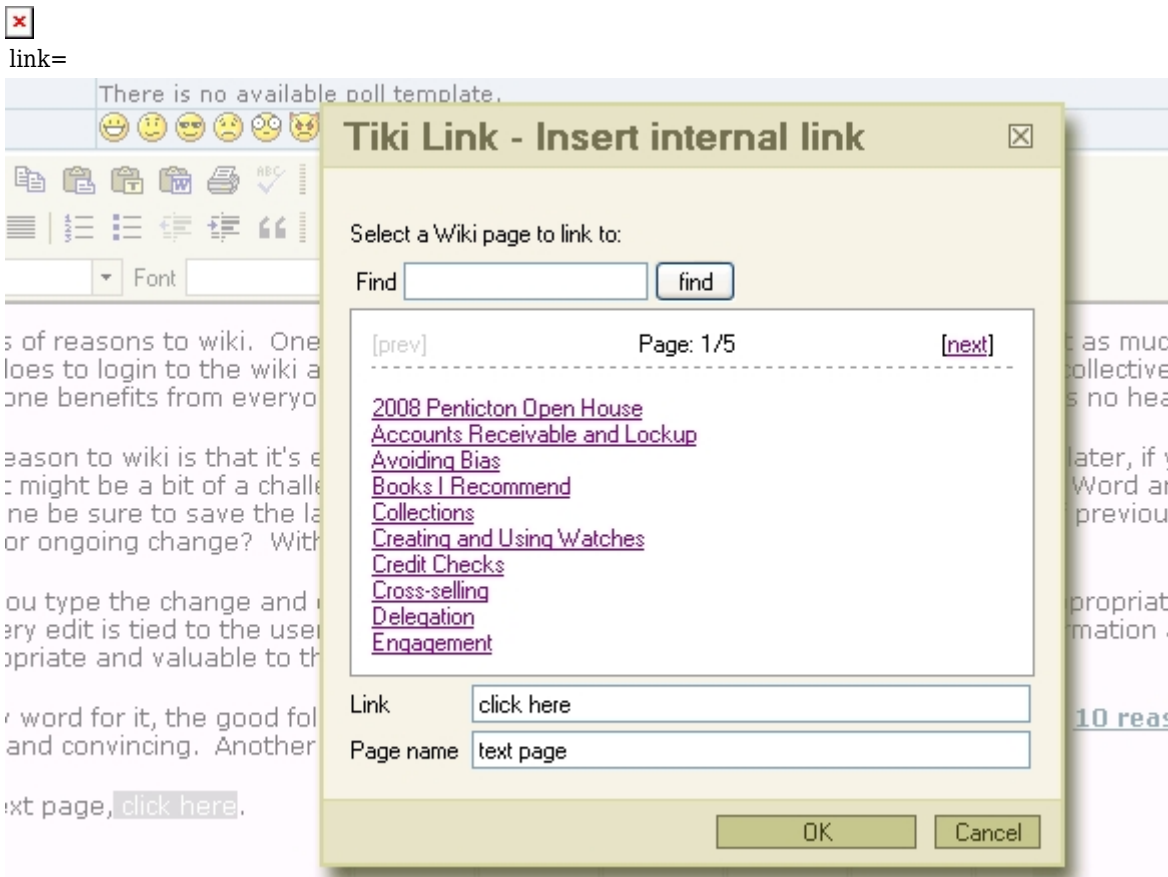 link=
There is no available poll template.
Tiki Link - Insert internal link
ABC
Select a Wiki page to link to:
Find find
Font
[prev] Page: 1/5 [next]
2008 Penticton Open House
Accounts Receivable and Lockup
Avoiding Bias
Books I Recommend
Collections
Creating and Using Watches
Credit Checks
Cross-selling
Delegation
Engagement
Link click here
Page name text page
OK Cancel
s of reasons to wiki. One t as muc
loes to login to the wiki a collective
one benefits from everyo s no hea
eason to wiki is that it's e later, if y
t might be a bit of a challe Word ar
ne be sure to save the la previou
or ongoing change? With
ou type the change and propriat
ery edit is tied to the user rmation
opriate and valuable to th
word for it, the good fol 10 reas
and convincing. Another
ext page, click here.